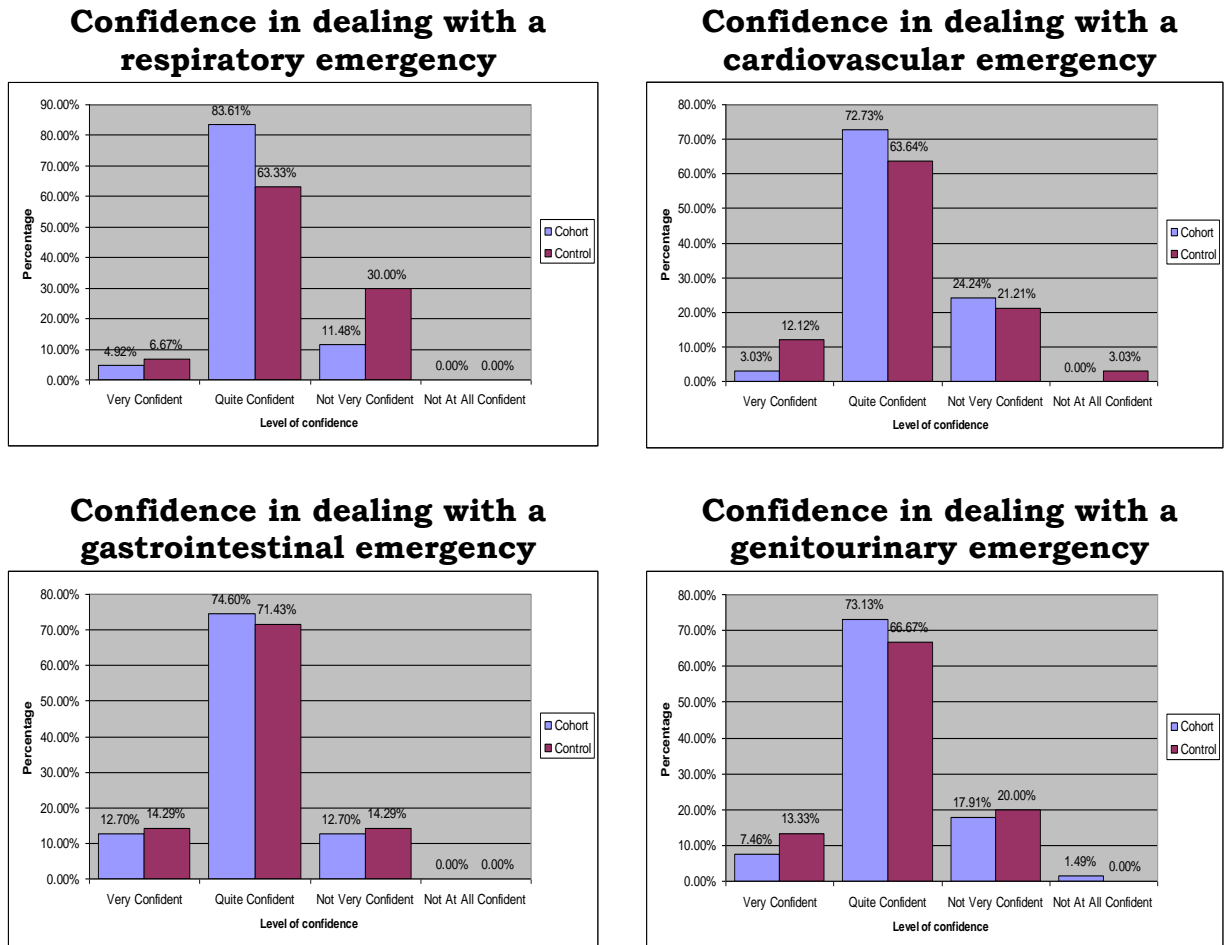 Confidence in dealing with a
respiratory emergency
90.00%
80.00%
70.00%
60.00%
50.00%
40.00%
30.00%
20.00%
10.00%
0.00%
Percentage
83.61%
63.33%
30.00%
11.48%
4.92%
6.67%
0.00%
0.00%
Very Confident
Quite Confident
Not Very Confident
Not At All Confident
Level of confidence
Cohort
Control
Confidence in dealing with a
cardiovascular emergency
80.00%
70.00%
60.00%
50.00%
40.00%
30.00%
20.00%
10.00%
0.00%
Percentage
72.73%
63.64%
24.24%
21.21%
3.03%
12.12%
0.00%
3.03%
Very Confident
Quite Confident
Not Very Confident
Not At All Confident
Level of confidence
Cohort
Control
Confidence in dealing with a
gastrointestinal emergency
80.00%
70.00%
60.00%
50.00%
40.00%
30.00%
20.00%
10.00%
0.00%
Percentage
74.60%
71.43%
12.70%
14.29%
12.70%
14.29%
0.00%
0.00%
Very Confident
Quite Confident
Not Very Confident
Not At All Confident
Level of confidence
Cohort
Control
Confidence in dealing with a
genitourinary emergency
80.00%
70.00%
60.00%
50.00%
40.00%
30.00%
20.00%
10.00%
0.00%
Percentage
73.13%
66.67%
7.46%
13.33%
17.91%
20.00%
1.49%
0.00%
Very Confident
Quite Confident
Not Very Confident
Not At All Confident
Level of confidence
Cohort
Control